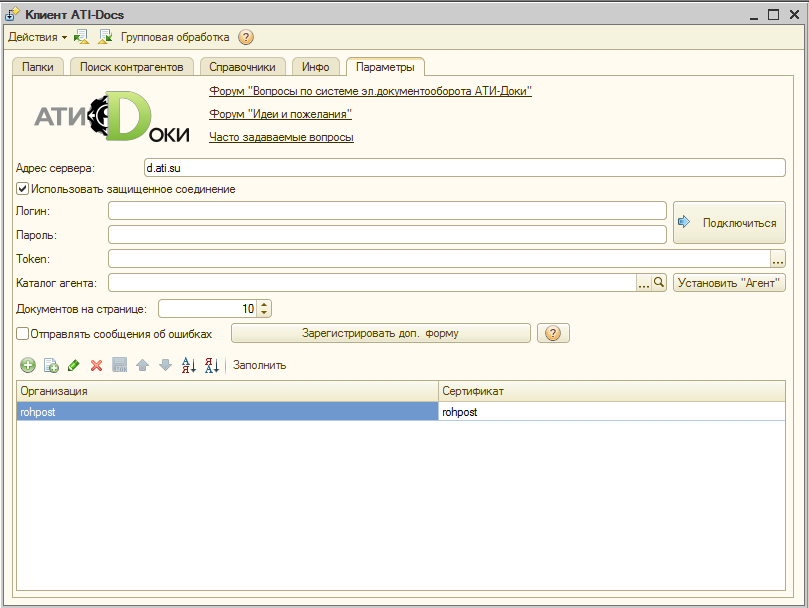 Клиент ATI-Docs
Действия Групповая обработка ?
Папки Поиск контрагентов Справочники Инфо Параметры
АТИ ДОКИ
Форум "Вопросы по системе эл.документооборота АТИ-Доки"
Форум "Идеи и пожелания"
Часто задаваемые вопросы
Адрес сервера: d.ati.su
Использовать защищенное соединение
Логин:
Подключиться
Пароль:
Token: ...
Каталог агента: ... Установить "Агент"
Документов на странице: 10
Отправлять сообщения об ошибках Зарегистрировать доп. форму ?
АЯ ЯА Заполнить
Организация Сертификат
rohpost rohpost